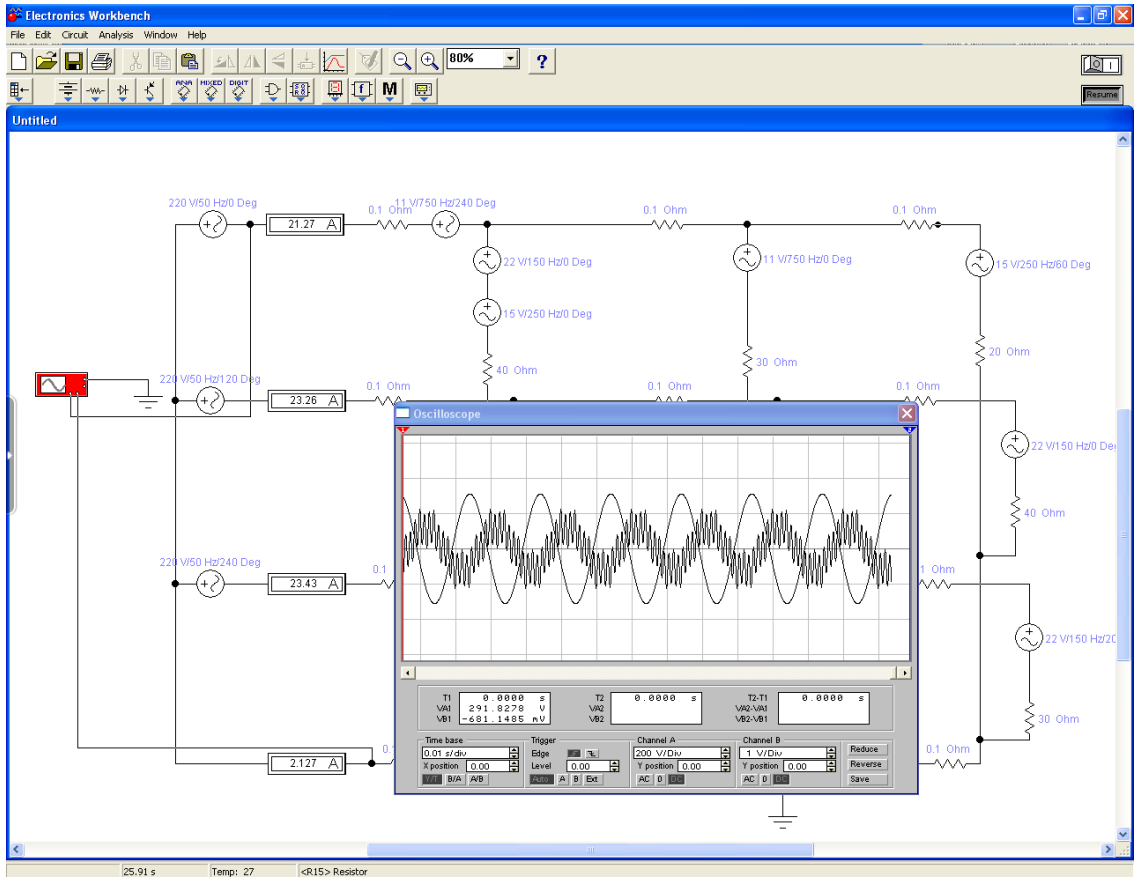 Electronics Workbench
File Edit Circuit Analysis Window Help
80%
?
ANA MIXED DIGIT
M
Resume
Untitled
220 V/50 Hz/0 Deg
21.27 A
0.1 Ohm
11 V/750 Hz/240 Deg
0.1 Ohm
0.1 Ohm
22 V/150 Hz/0 Deg
11 V/750 Hz/0 Deg
15 V/250 Hz/60 Deg
15 V/250 Hz/0 Deg
40 Ohm
30 Ohm
20 Ohm
220 V/50 Hz/120 Deg
23.26 A
0.1 Ohm
0.1 Ohm
0.1 Ohm
22 V/150 Hz/0 De
40 Ohm
220 V/50 Hz/240 Deg
23.43 A
0.1
1 Ohm
22 V/150 Hz/20
30 Ohm
2.127 A
0.1 Ohm
Oscilloscope
1 2
T1 0.0000 s T2 0.0000 s T2-T1 0.0000 s
VA1 291.8278 V VA2 VA2-VA1
VB1 -681.1485 mV VB2 VB2-VB1
Time base Trigger Channel A Channel B
0.01 s/div Edge 200 V/Div 1 V/Div Reduce
X position 0.00 Level 0.00 Y position 0.00 Y position 0.00 Reverse
Y/T B/A A/B Auto A B Ext AC 0 DC AC 0 DC Save
25.91 s Temp: 27 <R15> Resistor